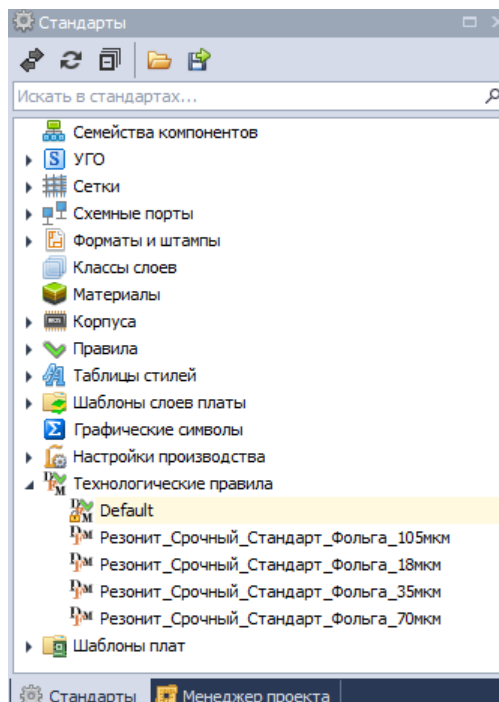 Стандарты
Искать в стандартах...
Семейства компонентов
УГО
Сетки
Схемные порты
Форматы и штампы
Классы слоев
Материалы
Корпуса
Правила
Таблицы стилей
Шаблоны слоев платы
Графические символы
Настройки производства
Технологические правила
Default
Резонит_Срочный_Стандарт_Фольга_105мкм
Резонит_Срочный_Стандарт_Фольга_18мкм
Резонит_Срочный_Стандарт_Фольга_35мкм
Резонит_Срочный_Стандарт_Фольга_70мкм
Шаблоны плат
Стандарты Менеджер проекта